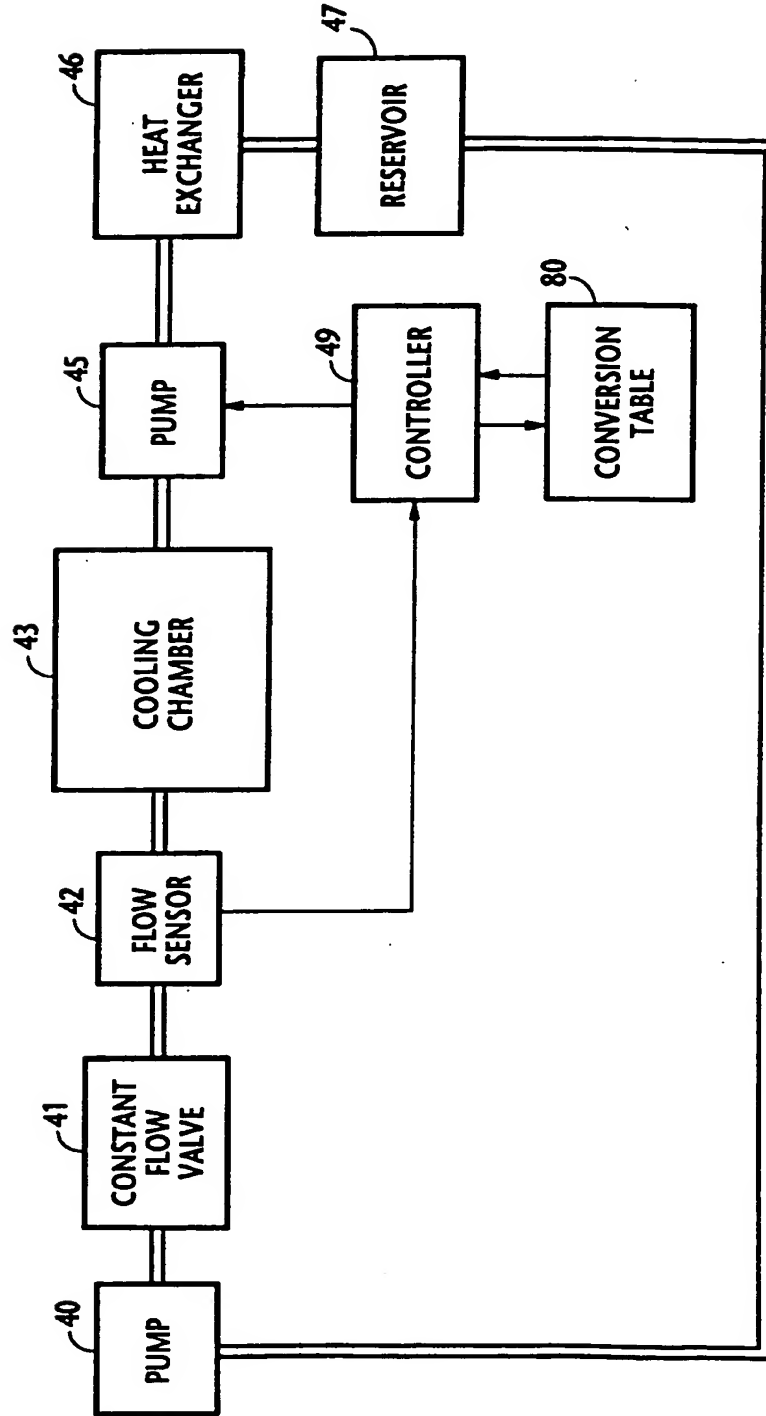 40
PUMP
41
CONSTANT
FLOW
VALVE
42
FLOW
SENSOR
43
COOLING
CHAMBER
45
PUMP
46
HEAT
EXCHANGER
47
RESERVOIR
49
CONTROLLER
80
CONVERSION
TABLE